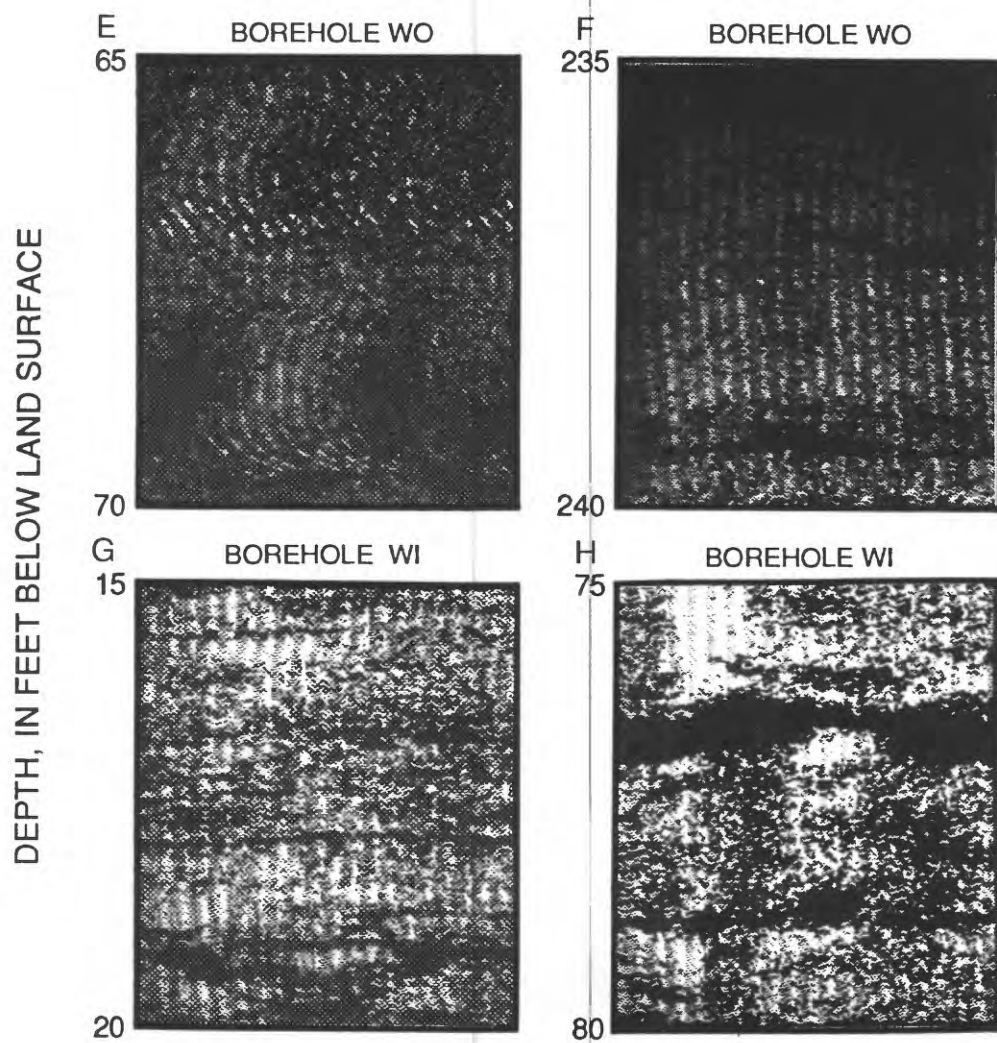 DEPTH, IN FEET BELOW LAND SURFACE
E
BOREHOLE WO
65
70
F
BOREHOLE WO
235
240
G
BOREHOLE WI
15
20
H
BOREHOLE WI
75
80